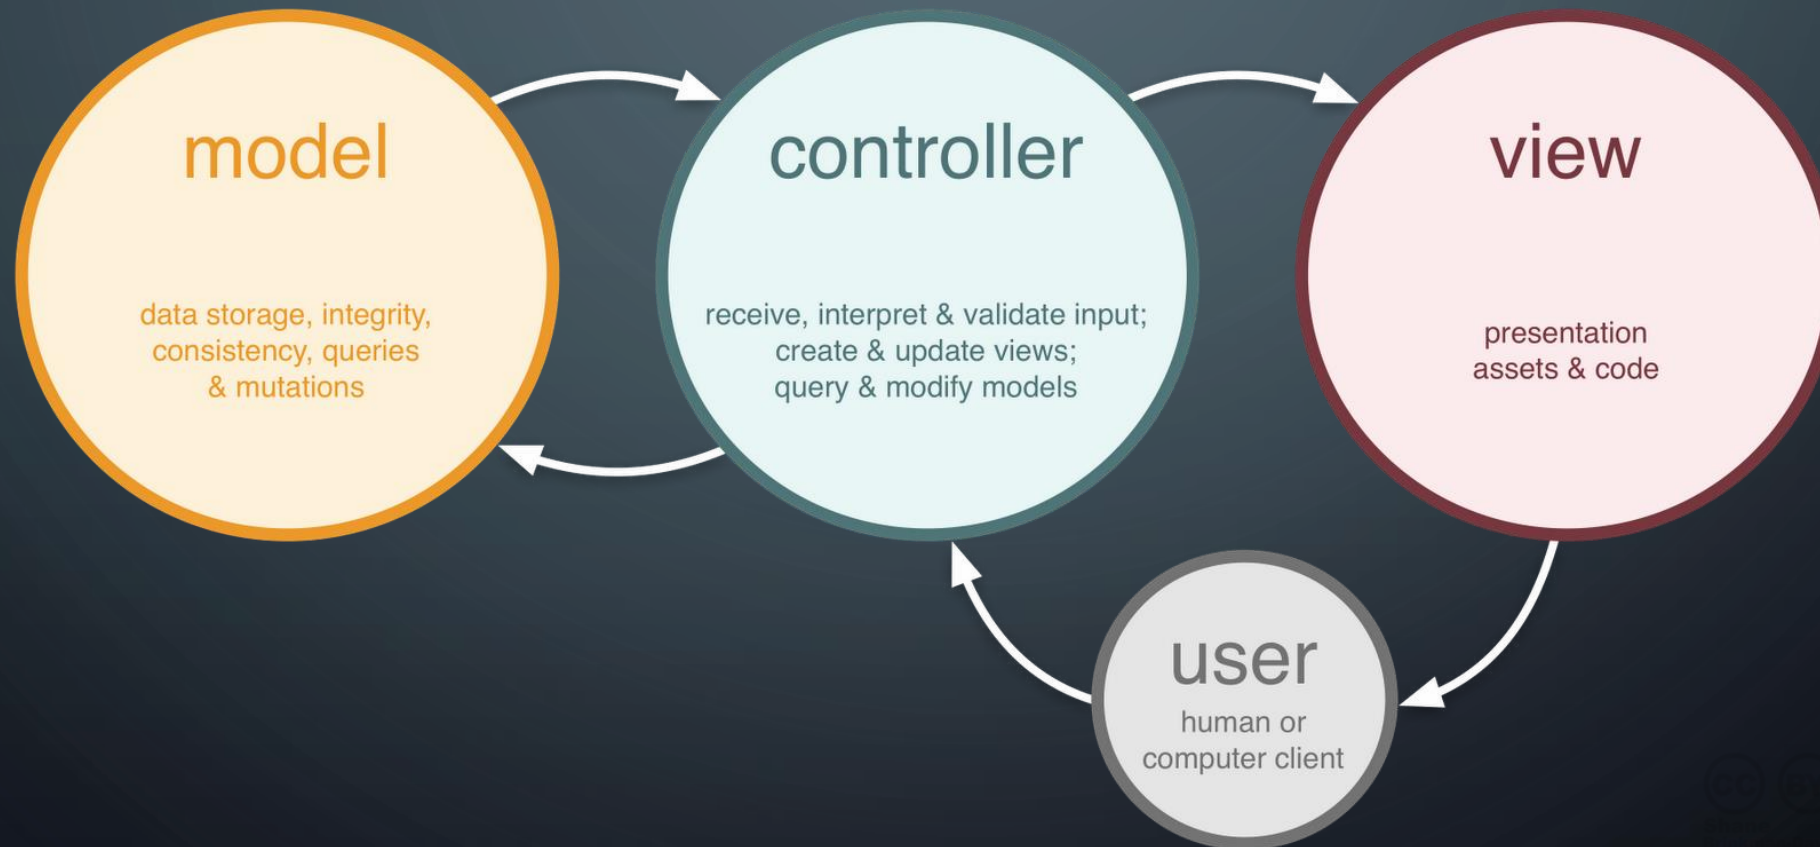 model
data storage, integrity,
consistency, queries
& mutations
controller
receive, interpret & validate input;
create & update views;
query & modify models
view
presentation
assets & code
user
human or
computer client
cc